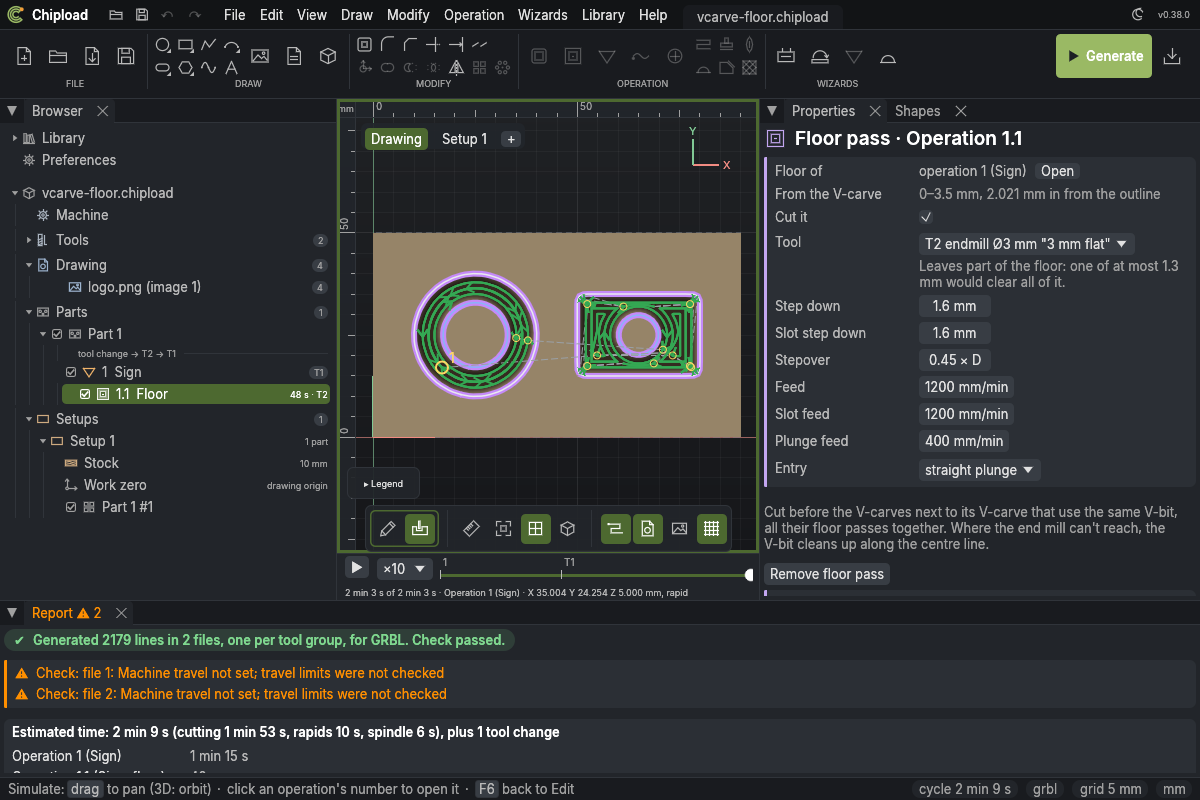 Chipload
File Edit View Draw Modify Operation Wizards Library Help
vcarve-floor.chipload
v0.38.0
FILE
DRAW
MODIFY
OPERATION
WIZARDS
Generate
Browser
Library
Preferences
vcarve-floor.chipload
Machine
Tools 2
Drawing 4
logo.png (image 1) 4
Parts 1
Part 1
tool change → T2 → T1
1 Sign T1
1.1 Floor 48 s · T2
Setups 1
Setup 1 1 part
Stock 10 mm
Work zero drawing origin
Part 1 #1
mm 0 50
Drawing Setup 1 +
Y
X
50
0
1
▸ Legend
×10
1 T1
2 min 3 s of 2 min 3 s · Operation 1 (Sign) · X 35.004 Y 24.254 Z 5.000 mm, rapid
Properties Shapes
Floor pass · Operation 1.1
Floor of operation 1 (Sign) Open
From the V-carve 0–3.5 mm, 2.021 mm in from the outline
Cut it
Tool T2 endmill Ø3 mm "3 mm flat"
Leaves part of the floor: one of at most 1.3
mm would clear all of it.
Step down 1.6 mm
Slot step down 1.6 mm
Stepover 0.45 × D
Feed 1200 mm/min
Slot feed 1200 mm/min
Plunge feed 400 mm/min
Entry straight plunge
Cut before the V-carves next to its V-carve that use the same V-bit,
all their floor passes together. Where the end mill can't reach, the
V-bit cleans up along the centre line.
Remove floor pass
Report 2
✔ Generated 2179 lines in 2 files, one per tool group, for GRBL. Check passed.
Check: file 1: Machine travel not set; travel limits were not checked
Check: file 2: Machine travel not set; travel limits were not checked
Estimated time: 2 min 9 s (cutting 1 min 53 s, rapids 10 s, spindle 6 s), plus 1 tool change
Operation 1 (Sign) 1 min 15 s
Simulate: drag to pan (3D: orbit) · click an operation's number to open it · F6 back to Edit
cycle 2 min 9 s grbl grid 5 mm mm